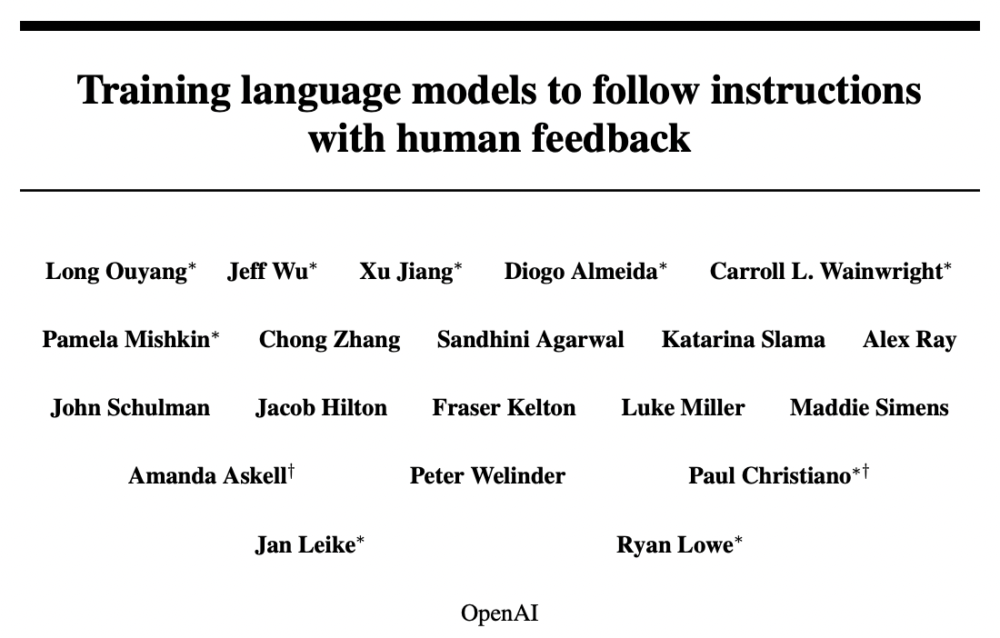 Training language models to follow instructions
with human feedback
Long Ouyang* Jeff Wu* Xu Jiang* Diogo Almeida* Carroll L. Wainwright*
Pamela Mishkin* Chong Zhang Sandhini Agarwal Katarina Slama Alex Ray
John Schulman Jacob Hilton Fraser Kelton Luke Miller Maddie Simens
Amanda Askell† Peter Welinder Paul Christiano*†
Jan Leike* Ryan Lowe*
OpenAI